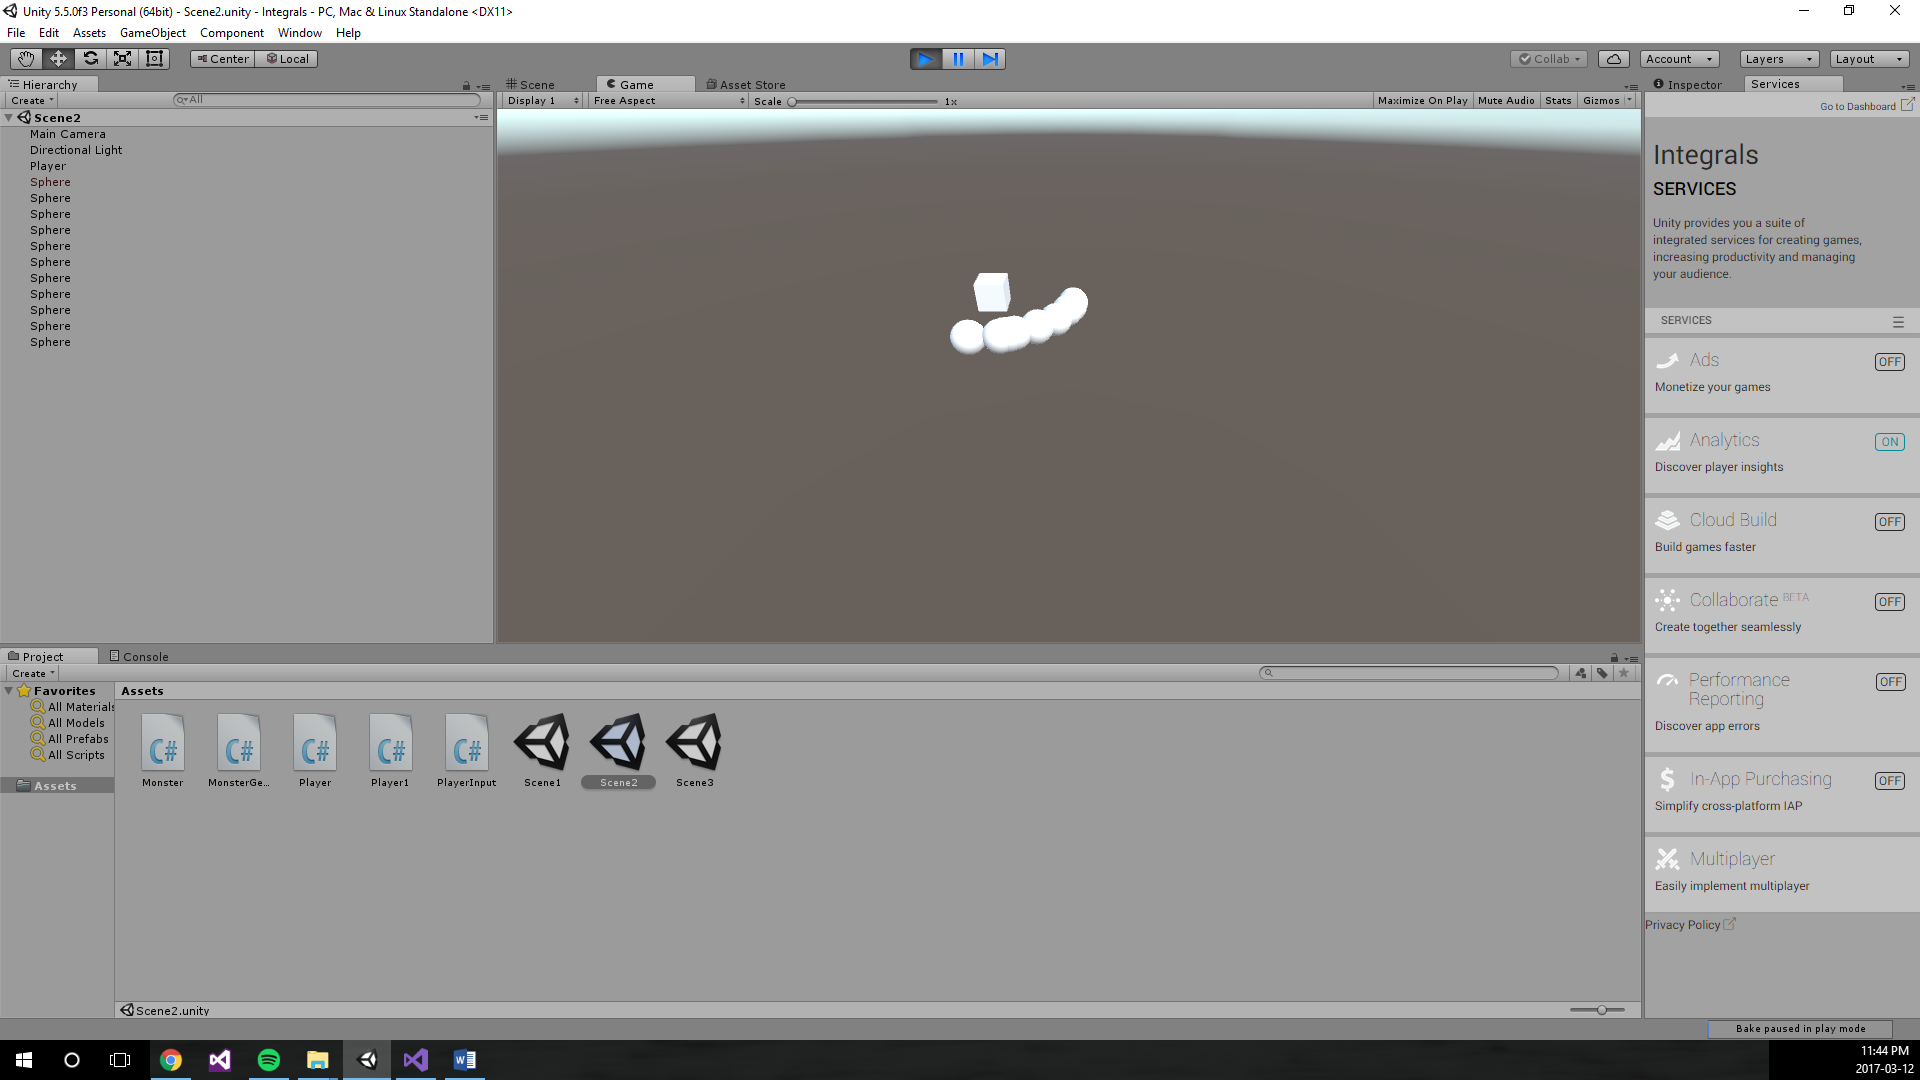 Unity 5.5.0f3 Personal (64bit) - Scene2.unity - Integrals - PC, Mac & Linux Standalone <DX11>
File Edit Assets GameObject Component Window Help
Center Local Collab Account Layers Layout
Hierarchy
Create All
Scene2
Main Camera
Directional Light
Player
Sphere
Sphere
Sphere
Sphere
Sphere
Sphere
Sphere
Sphere
Sphere
Sphere
Sphere
Scene Game Asset Store
Display 1 Free Aspect Scale 1x Maximize On Play Mute Audio Stats Gizmos
Inspector Services
Go to Dashboard
Integrals
SERVICES
Unity provides you a suite of
integrated services for creating games,
increasing productivity and managing
your audience.
SERVICES
Ads OFF
Monetize your games
Analytics ON
Discover player insights
Cloud Build OFF
Build games faster
Collaborate BETA OFF
Create together seamlessly
Performance
Reporting OFF
Discover app errors
In-App Purchasing OFF
Simplify cross-platform IAP
Multiplayer
Easily implement multiplayer
Privacy Policy
Project Console
Create
Favorites
All Materials
All Models
All Prefabs
All Scripts
Assets
Assets
C# C# C# C# C#
Monster MonsterGe... Player Player1 PlayerInput Scene1 Scene2 Scene3
Scene2.unity
Bake paused in play mode
11:44 PM
2017-03-12